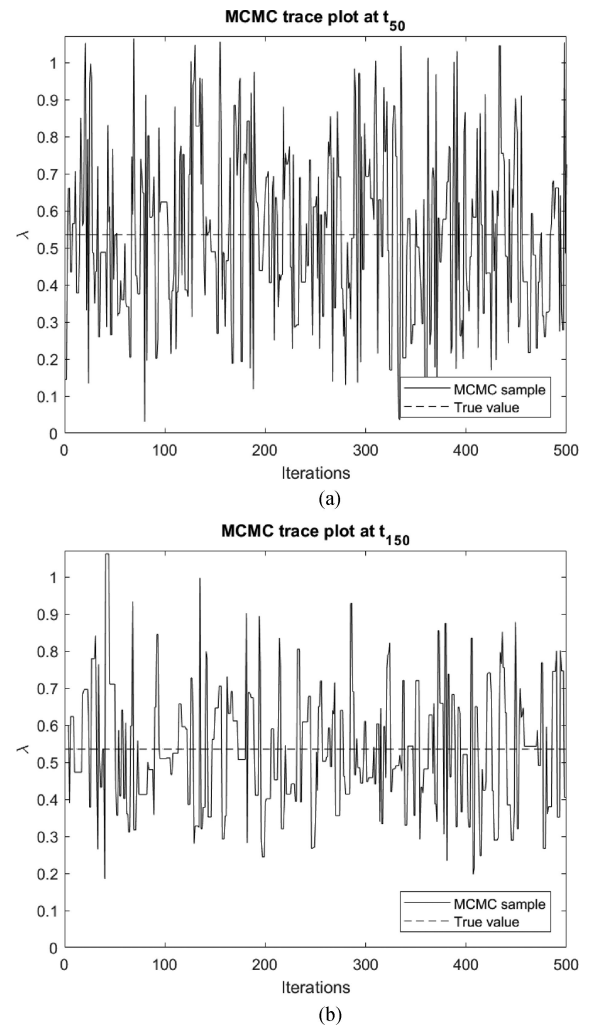 MCMC trace plot at t50
1
0.9
0.8
0.7
0.6
0.5
0.4
0.3
0.2
0.1
0
λ
MCMC sample
True value
0 100 200 300 400 500
Iterations
(a)
MCMC trace plot at t150
1
0.9
0.8
0.7
0.6
0.5
0.4
0.3
0.2
0.1
0
λ
MCMC sample
True value
0 100 200 300 400 500
Iterations
(b)